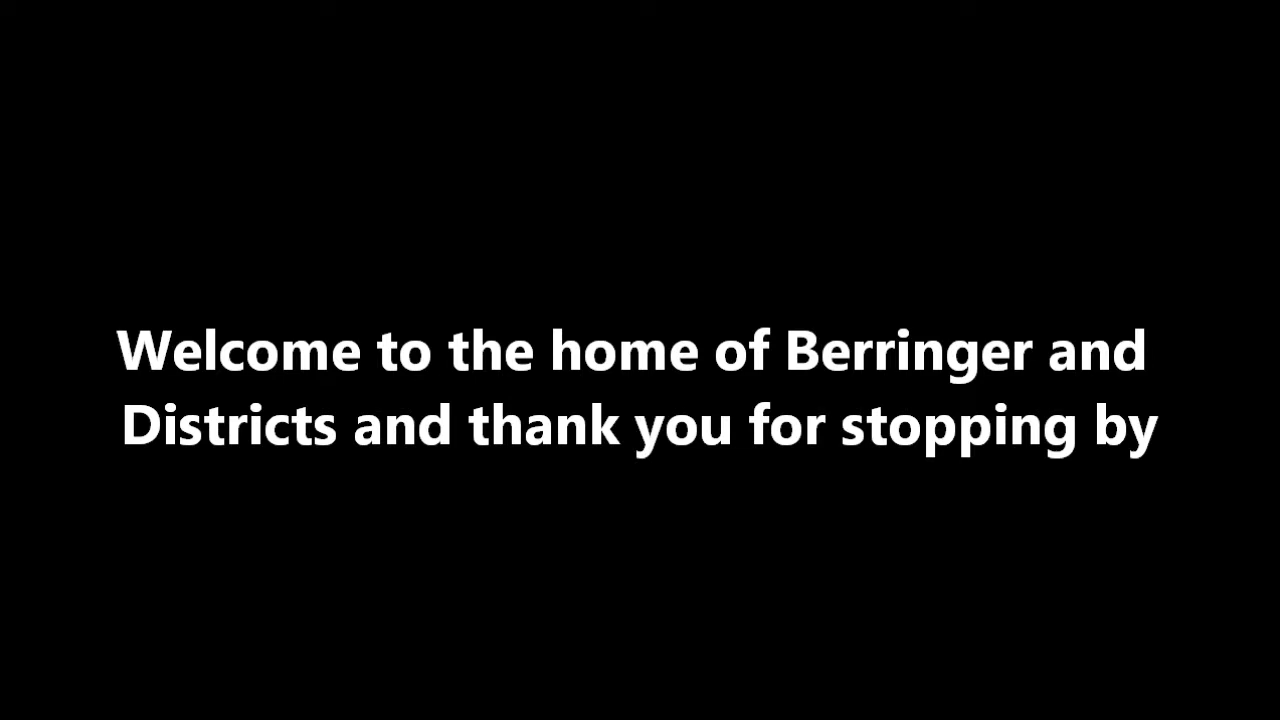 Welcome to the home of Berringer and
Districts and thank you for stopping by